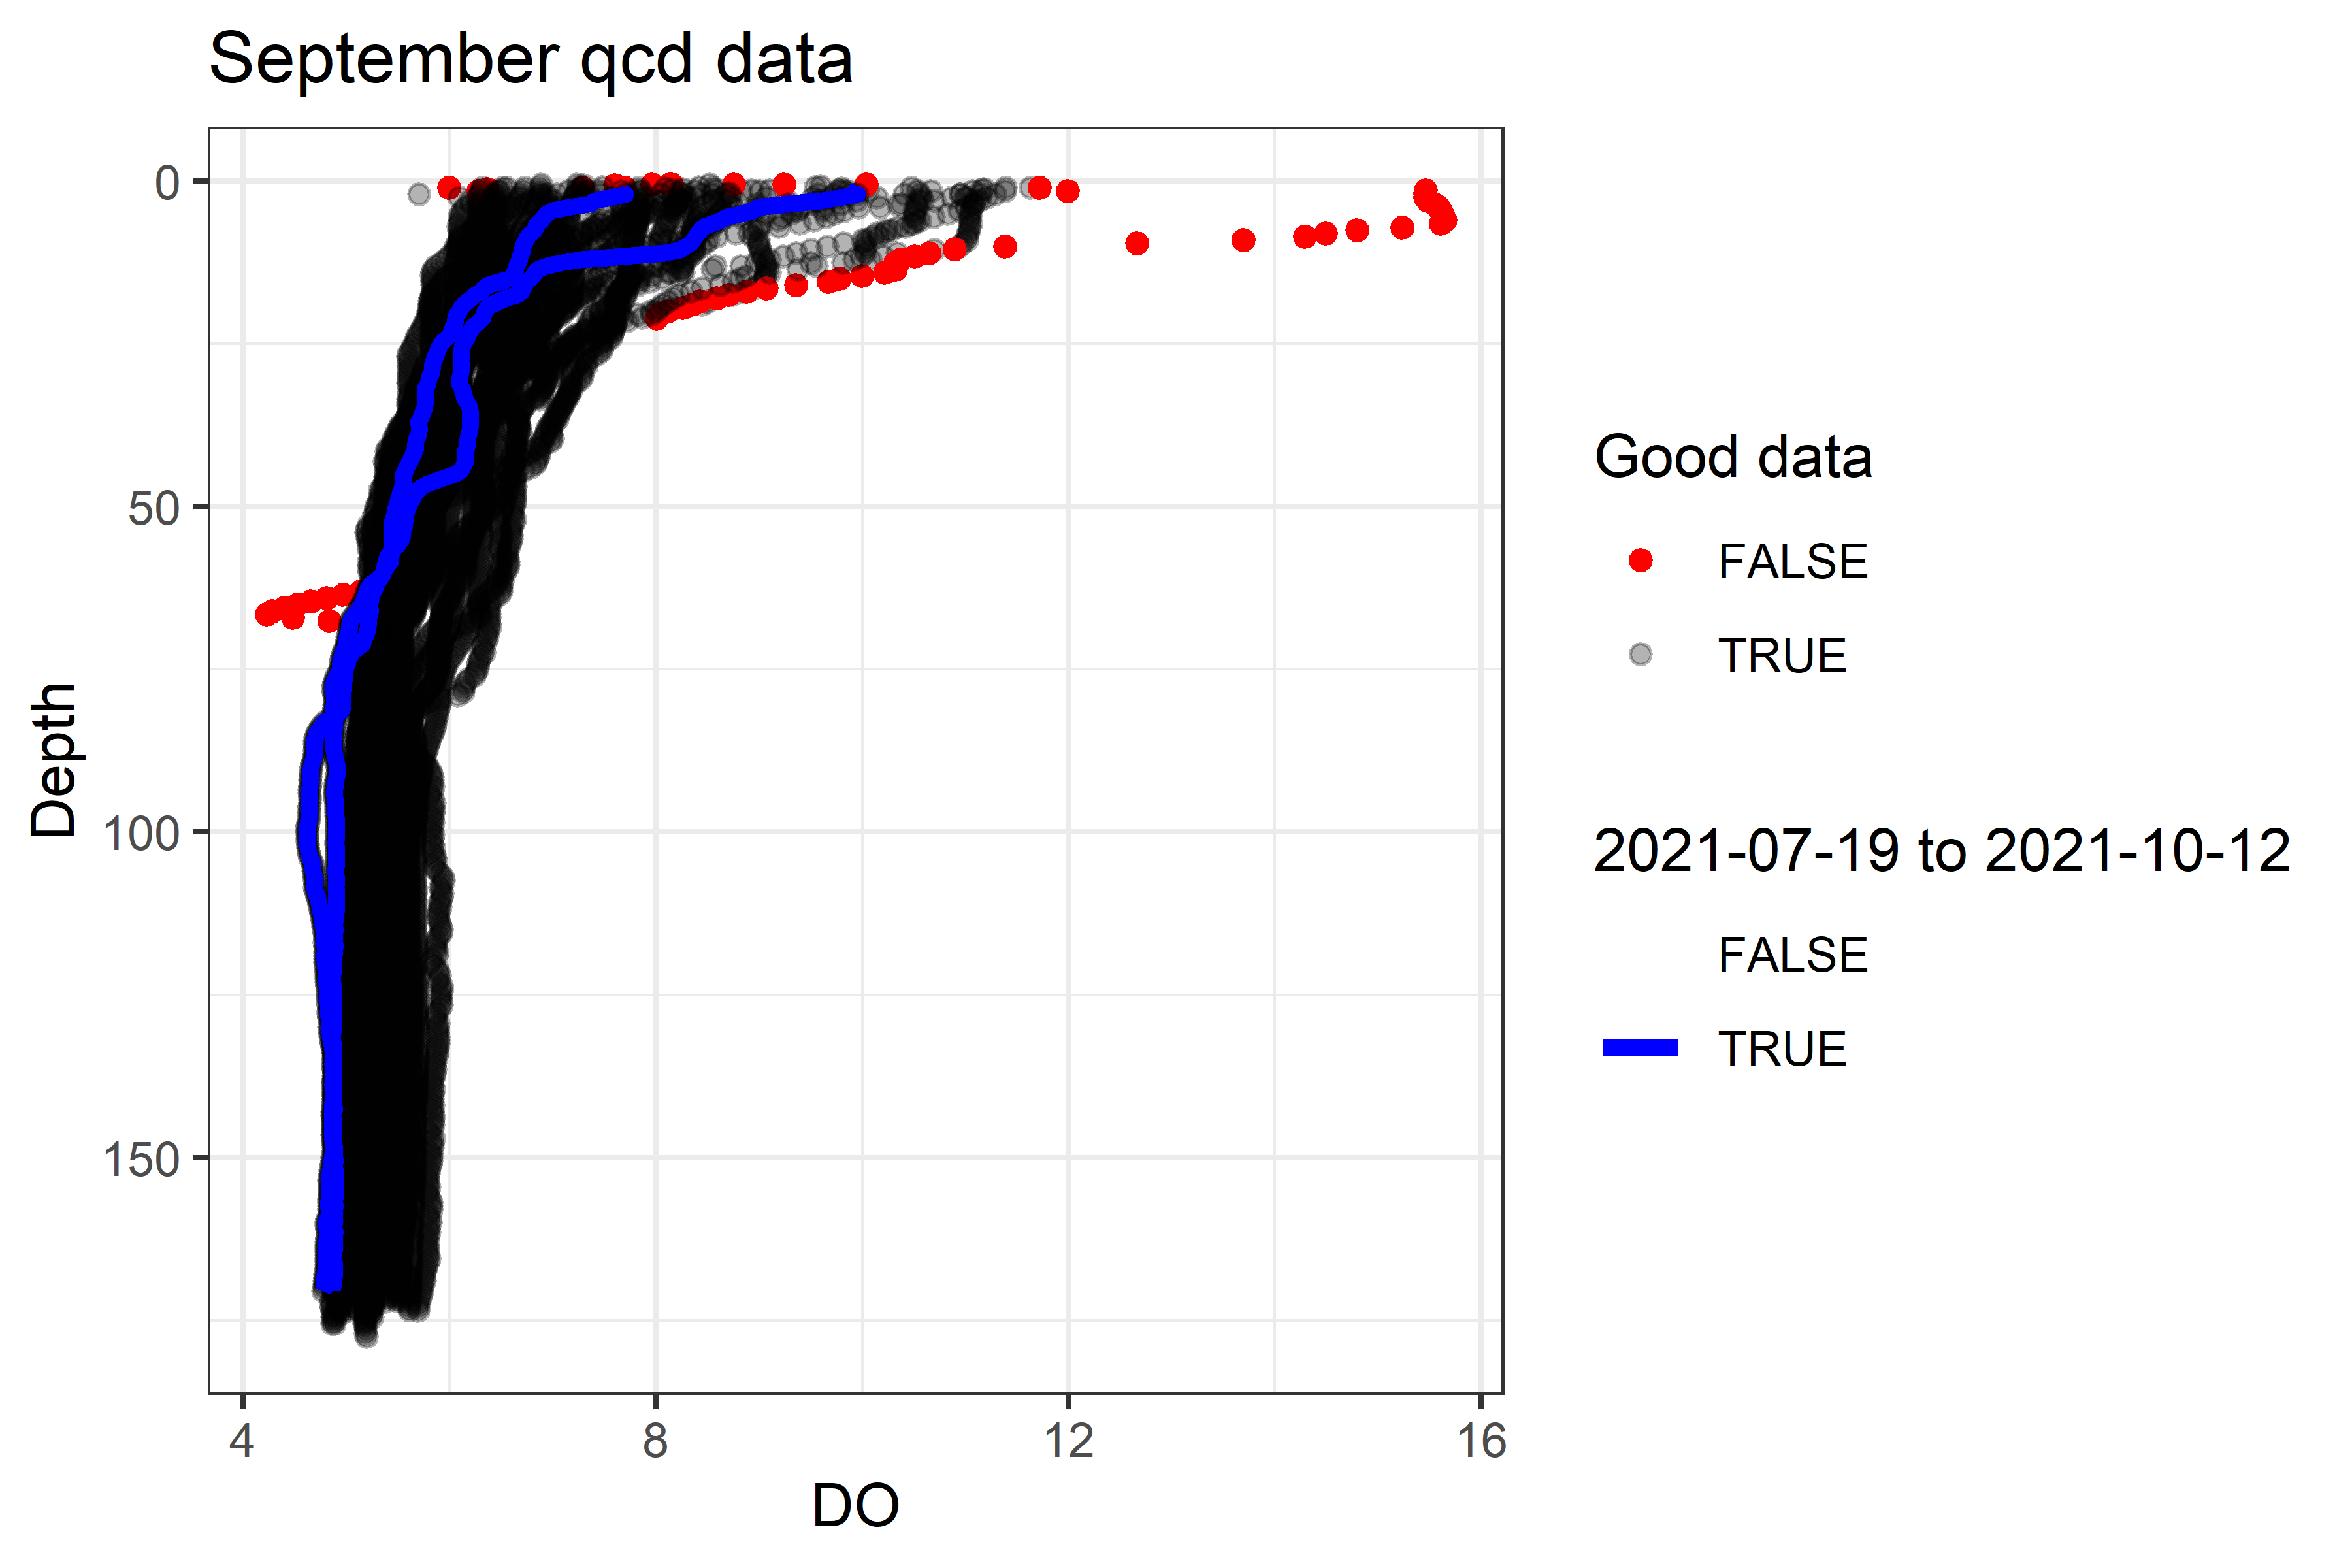 September qcd data
0
50
100
150
Depth
4
8
12
16
DO
Good data
FALSE
TRUE
2021-07-19 to 2021-10-12
FALSE
TRUE